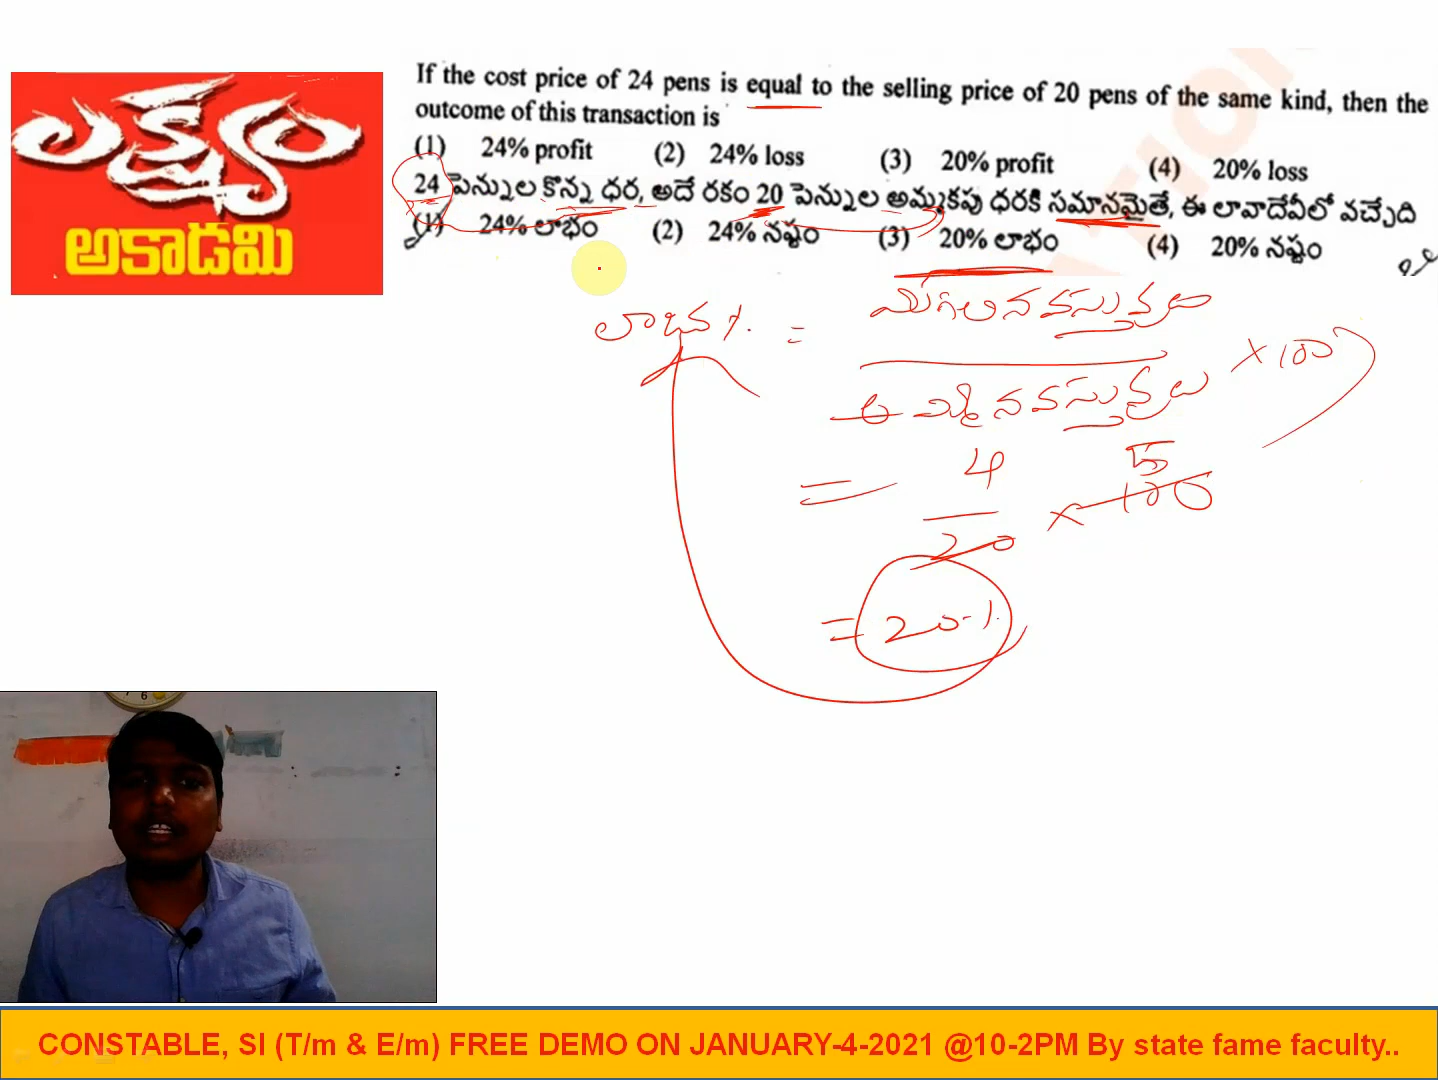 లక్ష్యం
అకాడమి
If the cost price of 24 pens is equal to the selling price of 20 pens of the same kind, then the
outcome of this transaction is
(1) 24% profit (2) 24% loss (3) 20% profit (4) 20% loss
24 పెన్నుల కొన్న ధర, అదే రకం 20 పెన్నుల అమ్మకపు ధరకి సమానమైతే, ఈ లావాదేవీలో వచ్చేది
(1) 24% లాభం (2) 24% నష్టం (3) 20% లాభం (4) 20% నష్టం
లాభ % = మిగిలిన వస్తువులు
× 100
అమ్మిన వస్తువులు
= 4 5
20 × 100
= 20%
CONSTABLE, SI (T/m & E/m) FREE DEMO ON JANUARY-4-2021 @10-2PM By state fame faculty..